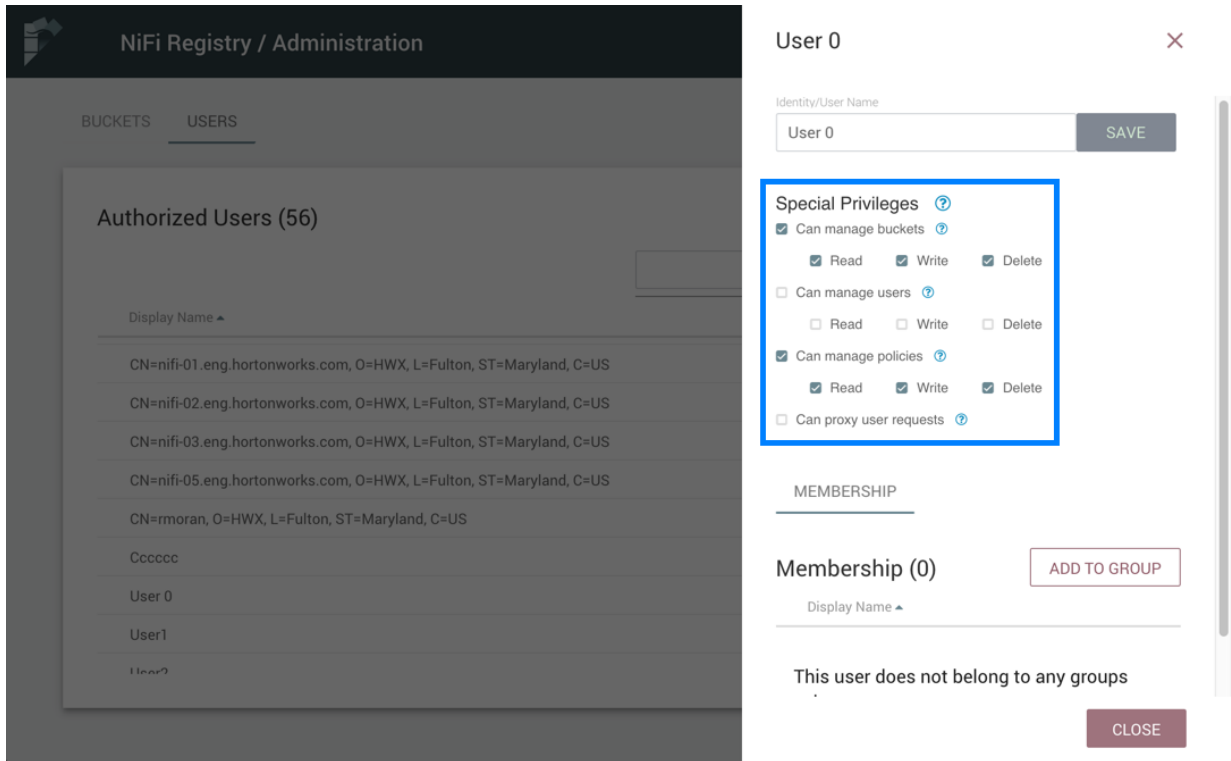 NiFi Registry / Administration
BUCKETS USERS
Authorized Users (56)
Display Name
CN=nifi-01.eng.hortonworks.com, O=HWX, L=Fulton, ST=Maryland, C=US
CN=nifi-02.eng.hortonworks.com, O=HWX, L=Fulton, ST=Maryland, C=US
CN=nifi-03.eng.hortonworks.com, O=HWX, L=Fulton, ST=Maryland, C=US
CN=nifi-05.eng.hortonworks.com, O=HWX, L=Fulton, ST=Maryland, C=US
CN=rmoran, O=HWX, L=Fulton, ST=Maryland, C=US
Cccccc
User 0
User1
User2
User 0
Identity/User Name
User 0 SAVE
Special Privileges ?
Can manage buckets ?
Read Write Delete
Can manage users ?
Read Write Delete
Can manage policies ?
Read Write Delete
Can proxy user requests ?
MEMBERSHIP
Membership (0) ADD TO GROUP
Display Name
This user does not belong to any groups
CLOSE